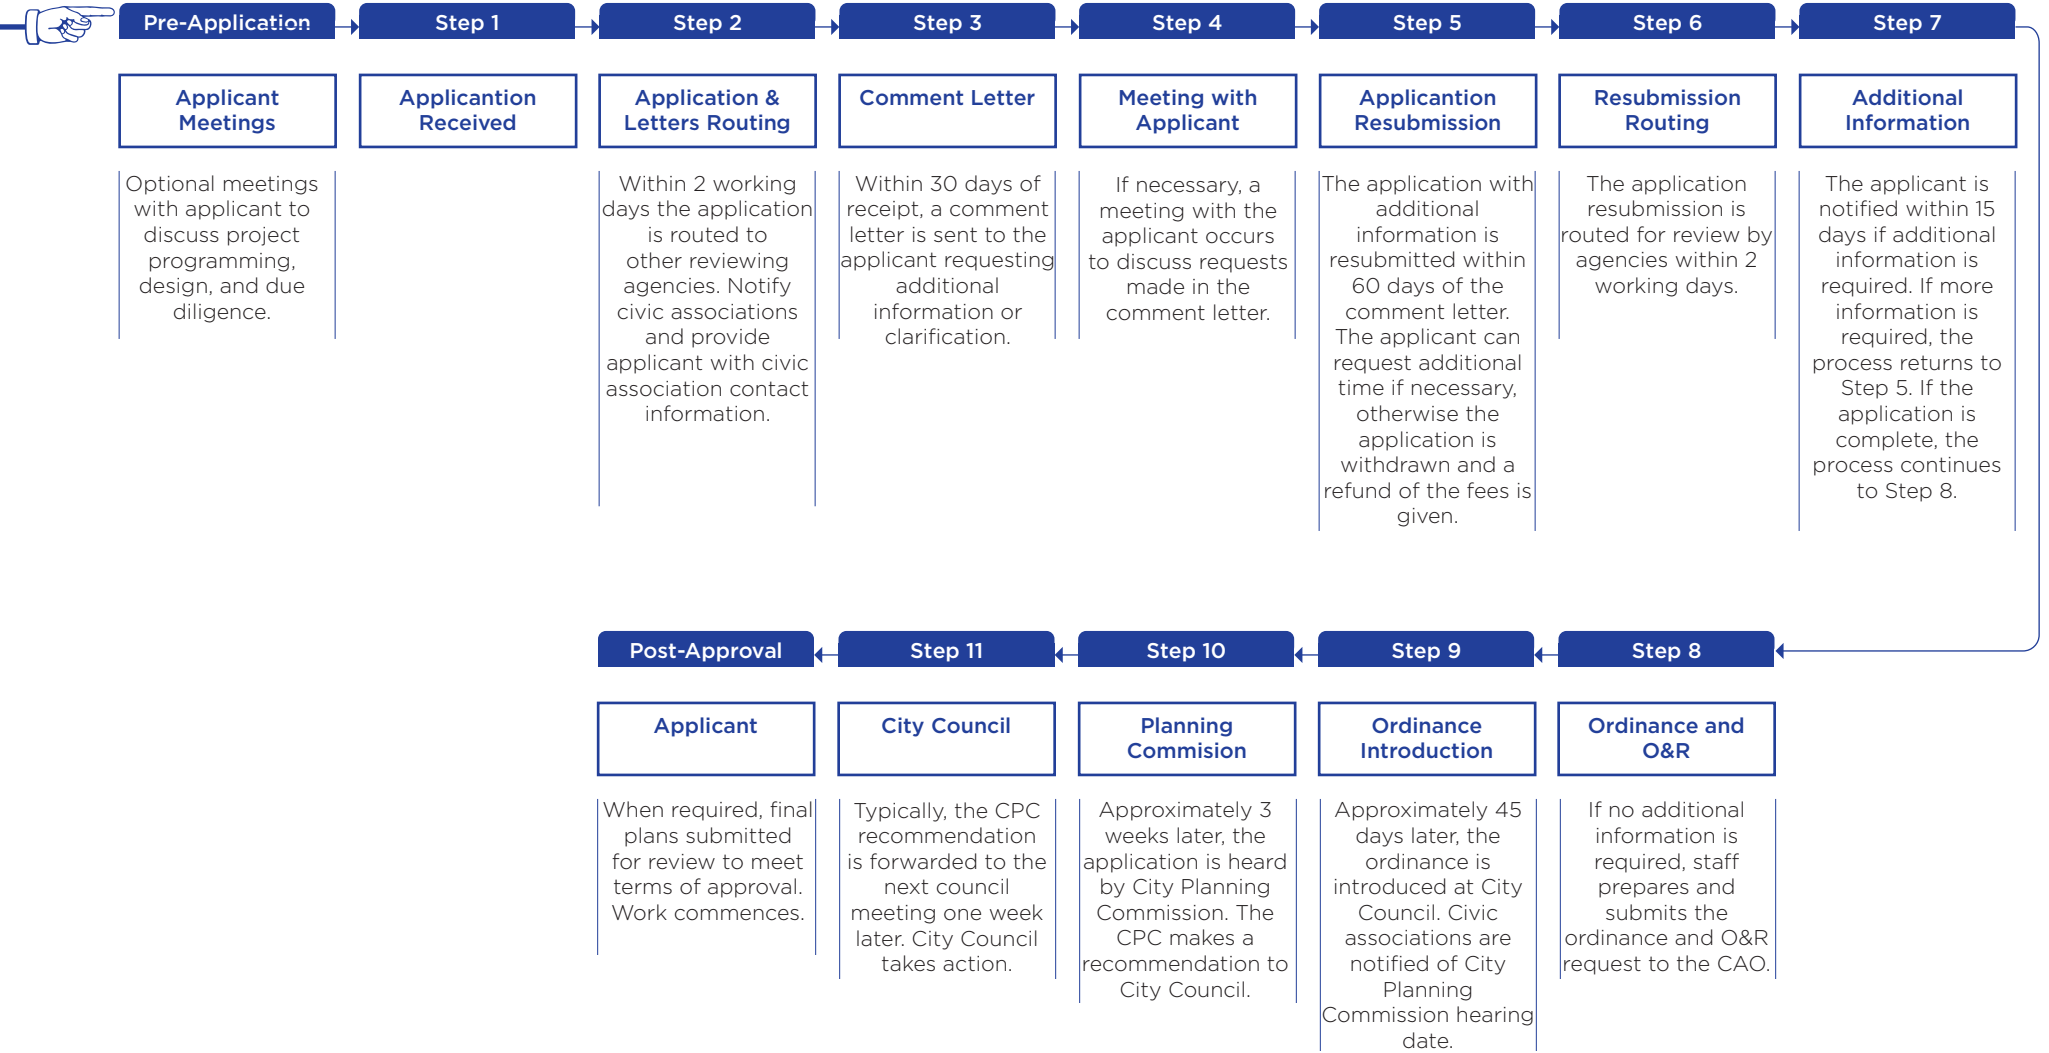 Pre-Application
Applicant
Meetings
Optional meetings
with applicant to
discuss project
programming,
design, and due
diligence.
Step 1
Applicantion
Received
Step 2
Application &
Letters Routing
Within 2 working
days the application
is routed to
other reviewing
agencies. Notify
civic associations
and provide
applicant with civic
association contact
information.
Step 3
Comment Letter
Within 30 days of
receipt, a comment
letter is sent to the
applicant requesting
additional
information or
clarification.
Step 4
Meeting with
Applicant
If necessary, a
meeting with the
applicant occurs
to discuss requests
made in the
comment letter.
Step 5
Applicantion
Resubmission
The application with
additional
information is
resubmitted within
60 days of the
comment letter.
The applicant can
request additional
time if necessary,
otherwise the
application is
withdrawn and a
refund of the fees is
given.
Step 6
Resubmission
Routing
The application
resubmission is
routed for review by
agencies within 2
working days.
Step 7
Additional
Information
The applicant is
notified within 15
days if additional
information is
required. If more
information is
required, the
process returns to
Step 5. If the
application is
complete, the
process continues
to Step 8.
Step 8
Ordinance and
O&R
If no additional
information is
required, staff
prepares and
submits the
ordinance and O&R
request to the CAO.
Step 9
Ordinance
Introduction
Approximately 45
days later, the
ordinance is
introduced at City
Council. Civic
associations are
notified of City
Planning
Commission hearing
date.
Step 10
Planning
Commision
Approximately 3
weeks later, the
application is heard
by City Planning
Commission. The
CPC makes a
recommendation to
City Council.
Step 11
City Council
Typically, the CPC
recommendation
is forwarded to the
next council
meeting one week
later. City Council
takes action.
Post-Approval
Applicant
When required, final
plans submitted
for review to meet
terms of approval.
Work commences.